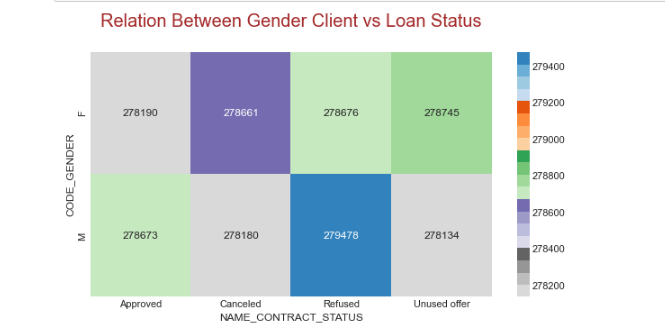 Relation Between Gender Client vs Loan Status
CODE_GENDER
F
278190
278661
278676
278745
M
278673
278180
279478
278134
Approved
Canceled
Refused
Unused offer
NAME_CONTRACT_STATUS
279400
279200
279000
278800
278600
278400
278200